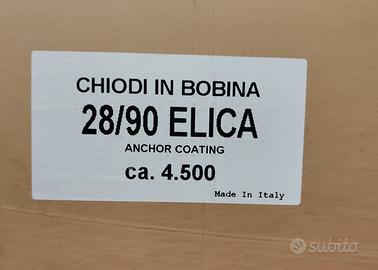 CHIODI IN BOBINA
28/90 ELICA
ANCHOR COATING
ca. 4.500
Made In Italy
subito